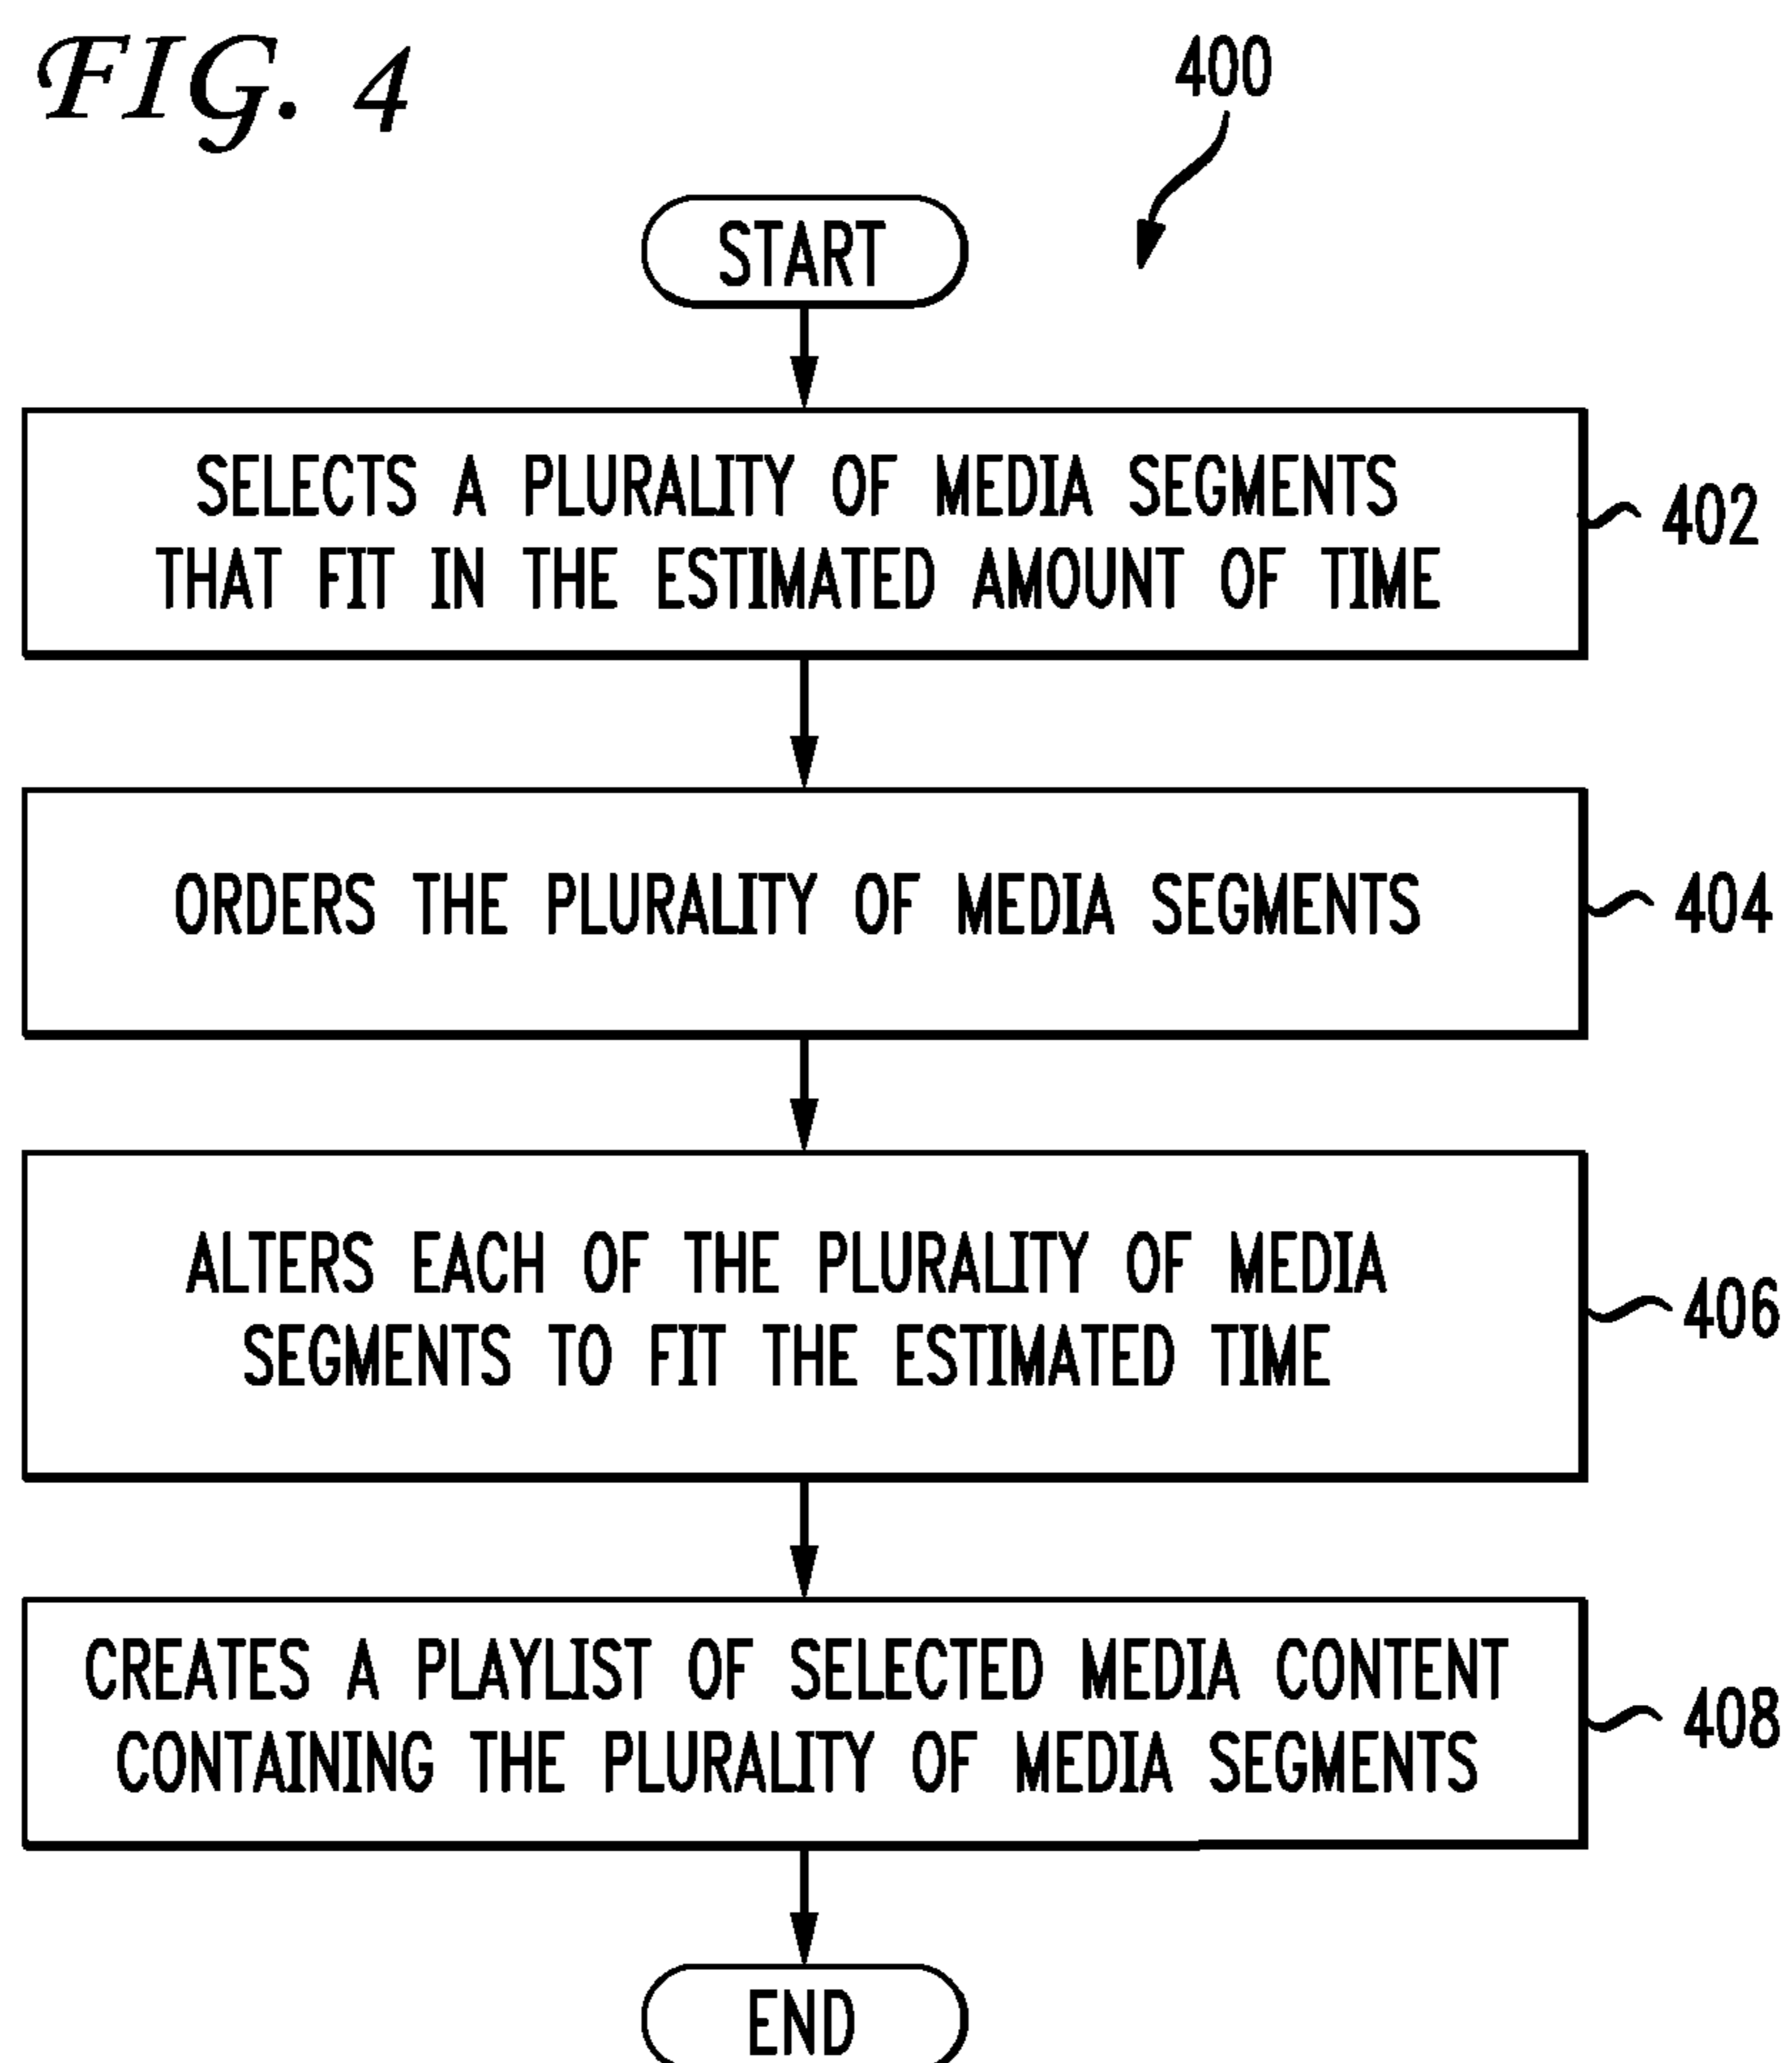 FIG. 4
400
START
SELECTS A PLURALITY OF MEDIA SEGMENTS
THAT FIT IN THE ESTIMATED AMOUNT OF TIME
402
ORDERS THE PLURALITY OF MEDIA SEGMENTS
404
ALTERS EACH OF THE PLURALITY OF MEDIA
SEGMENTS TO FIT THE ESTIMATED TIME
406
CREATES A PLAYLIST OF SELECTED MEDIA CONTENT
CONTAINING THE PLURALITY OF MEDIA SEGMENTS
408
END